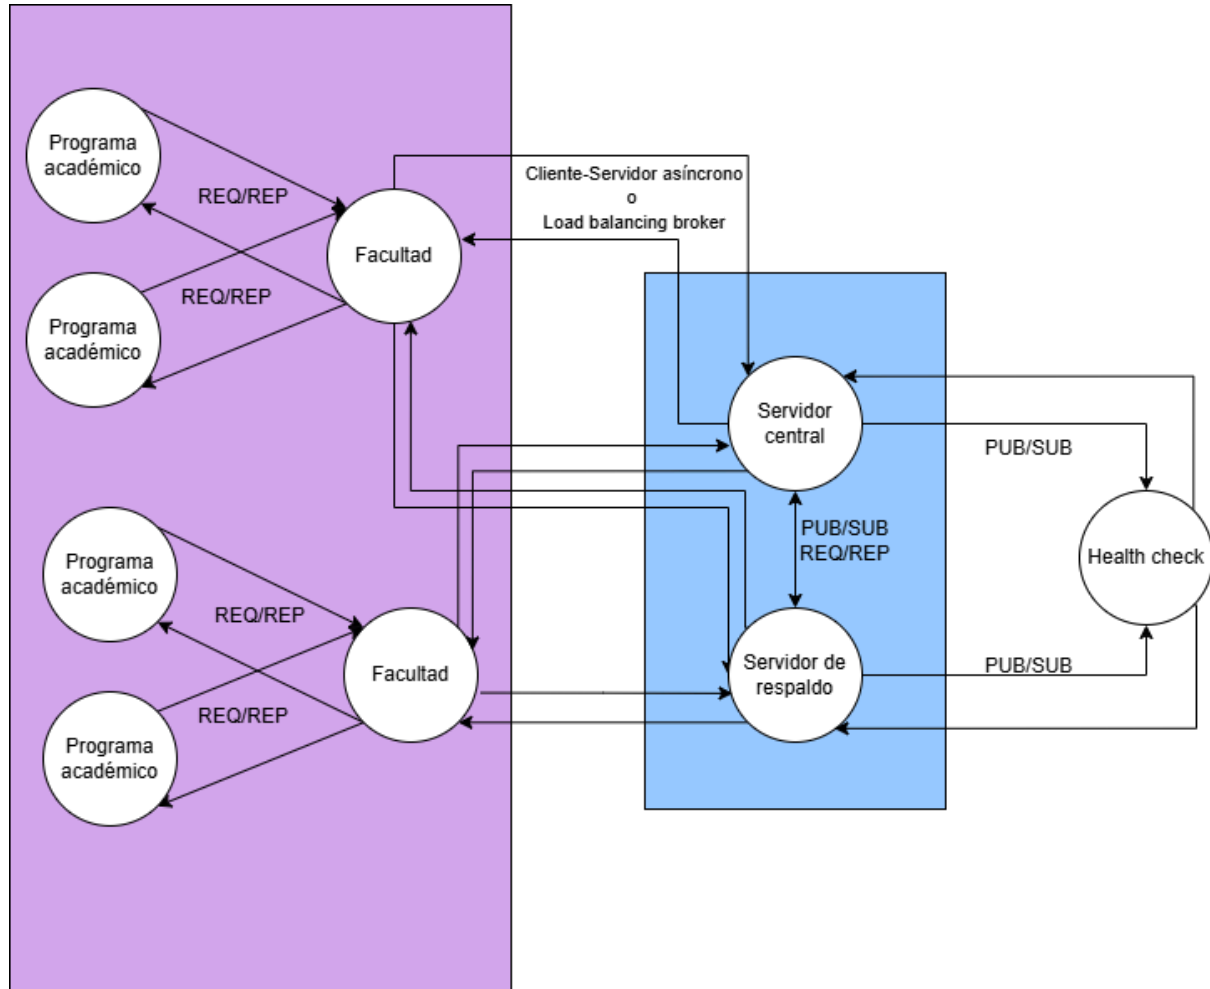 Programa
académico
REQ/REP
Programa
académico
REQ/REP
Facultad
Cliente-Servidor asíncrono
o
Load balancing broker
Servidor
central
PUB/SUB
PUB/SUB
REQ/REP
Health check
Servidor de
respaldo
PUB/SUB
Programa
académico
REQ/REP
Programa
académico
REQ/REP
Facultad